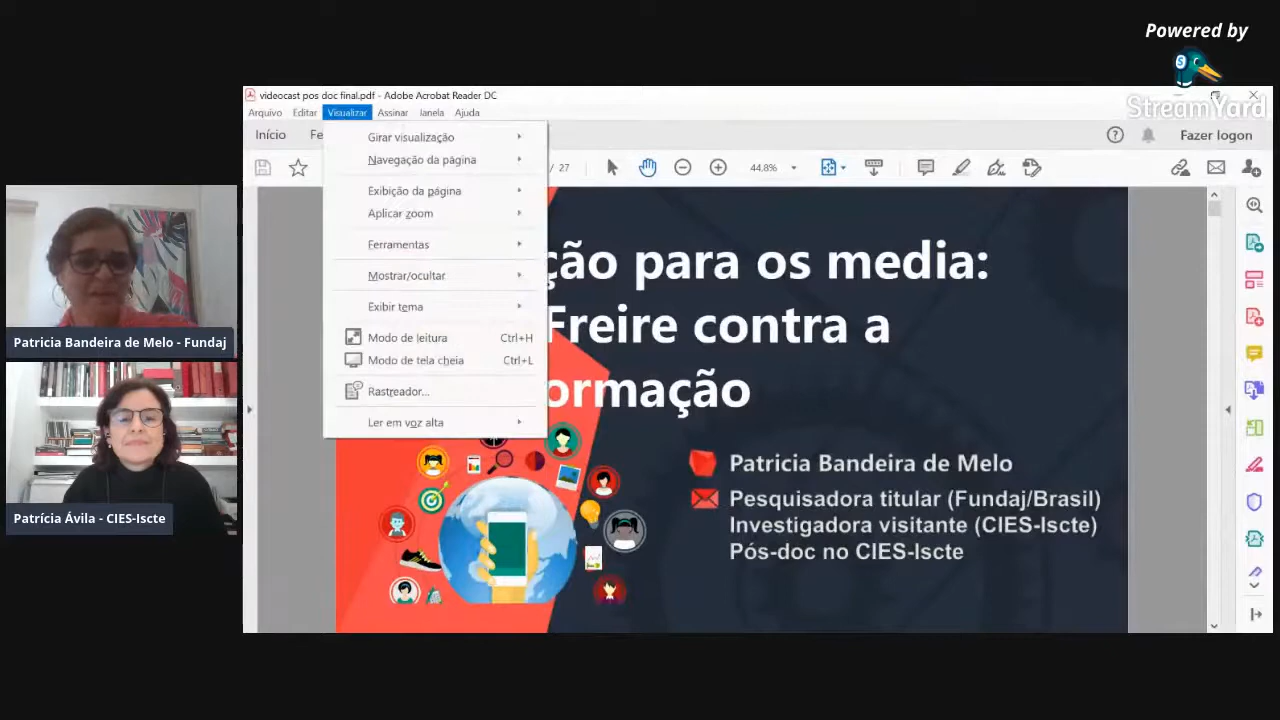 Powered by
StreamYard
videocast pos doc final.pdf - Adobe Acrobat Reader DC
Arquivo Editar Visualizar Assinar Janela Ajuda
Início Fe Fazer logon
/ 27 44,8%
Girar visualização
Navegação da página
Exibição da página
Aplicar zoom
Ferramentas
Mostrar/ocultar
Exibir tema
Modo de leitura Ctrl+H
Modo de tela cheia Ctrl+L
Rastreador...
Ler em voz alta
ção para os media:
Freire contra a
ormação
Patricia Bandeira de Melo
Pesquisadora titular (Fundaj/Brasil)
Investigadora visitante (CIES-Iscte)
Pós-doc no CIES-Iscte
Patricia Bandeira de Melo - Fundaj
Patrícia Ávila - CIES-Iscte